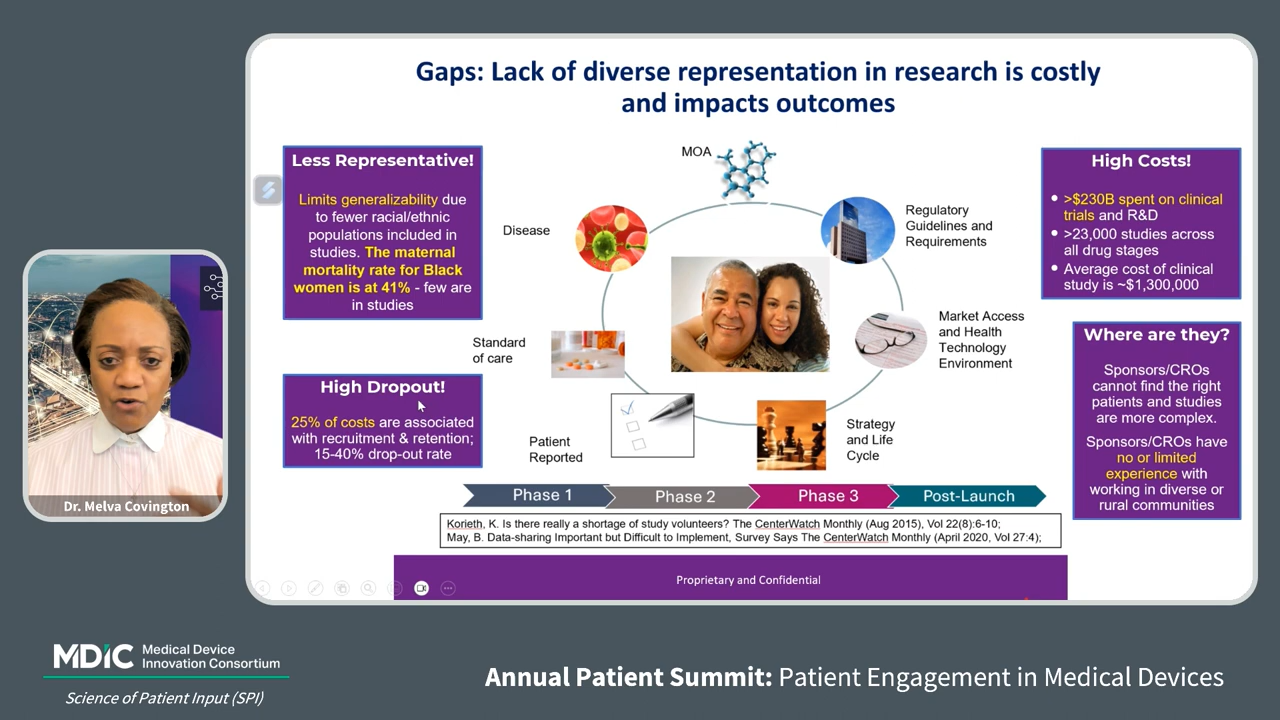 Gaps: Lack of diverse representation in research is costly
and impacts outcomes
Less Representative!
Limits generalizability due
to fewer racial/ethnic
populations included in
studies. The maternal
mortality rate for Black
women is at 41% - few are
in studies
High Dropout!
25% of costs are associated
with recruitment & retention;
15-40% drop-out rate
MOA
Disease
Regulatory
Guidelines and
Requirements
Standard
of care
Market Access
and Health
Technology
Environment
Patient
Reported
Strategy
and Life
Cycle
High Costs!
• >$230B spent on clinical
trials and R&D
• >23,000 studies across
all drug stages
• Average cost of clinical
study is ~$1,300,000
Where are they?
Sponsors/CROs
cannot find the right
patients and studies
are more complex.
Sponsors/CROs have
no or limited
experience with
working in diverse or
rural communities
Phase 1
Phase 2
Phase 3
Post-Launch
Korieth, K. Is there really a shortage of study volunteers? The CenterWatch Monthly (Aug 2015), Vol 22(8):6-10;
May, B. Data-sharing Important but Difficult to Implement, Survey Says The CenterWatch Monthly (April 2020, Vol 27:4);
Proprietary and Confidential
Dr. Melva Covington
MDIC Medical Device
Innovation Consortium
Science of Patient Input (SPI)
Annual Patient Summit: Patient Engagement in Medical Devices